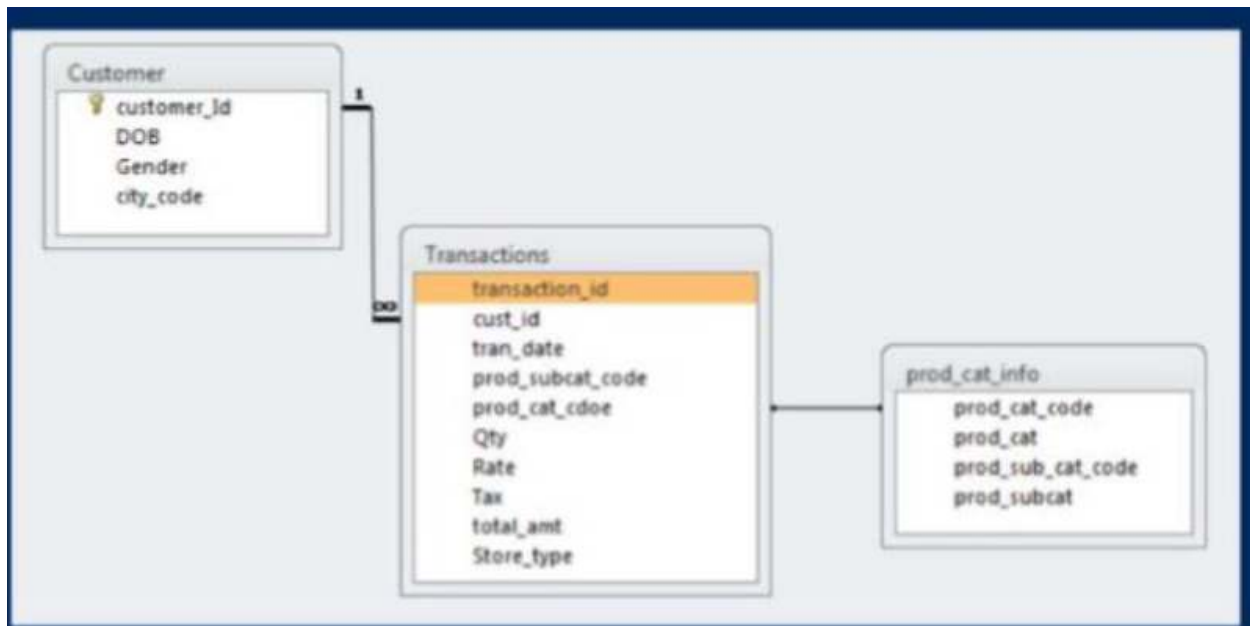 Customer
customer_Id
DOB
Gender
city_code
1
∞
Transactions
transaction_id
cust_id
tran_date
prod_subcat_code
prod_cat_cdoe
Qty
Rate
Tax
total_amt
Store_type
prod_cat_info
prod_cat_code
prod_cat
prod_sub_cat_code
prod_subcat